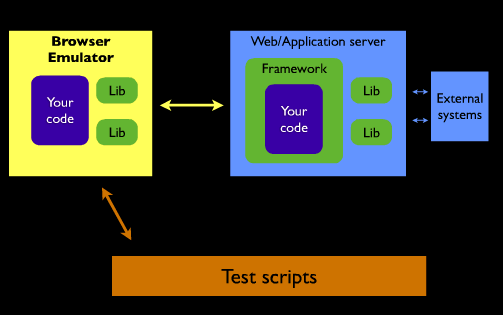 Browser
Emulator
Your
code
Lib
Lib
Web/Application server
Framework
Your
code
Lib
Lib
External
systems
Test scripts